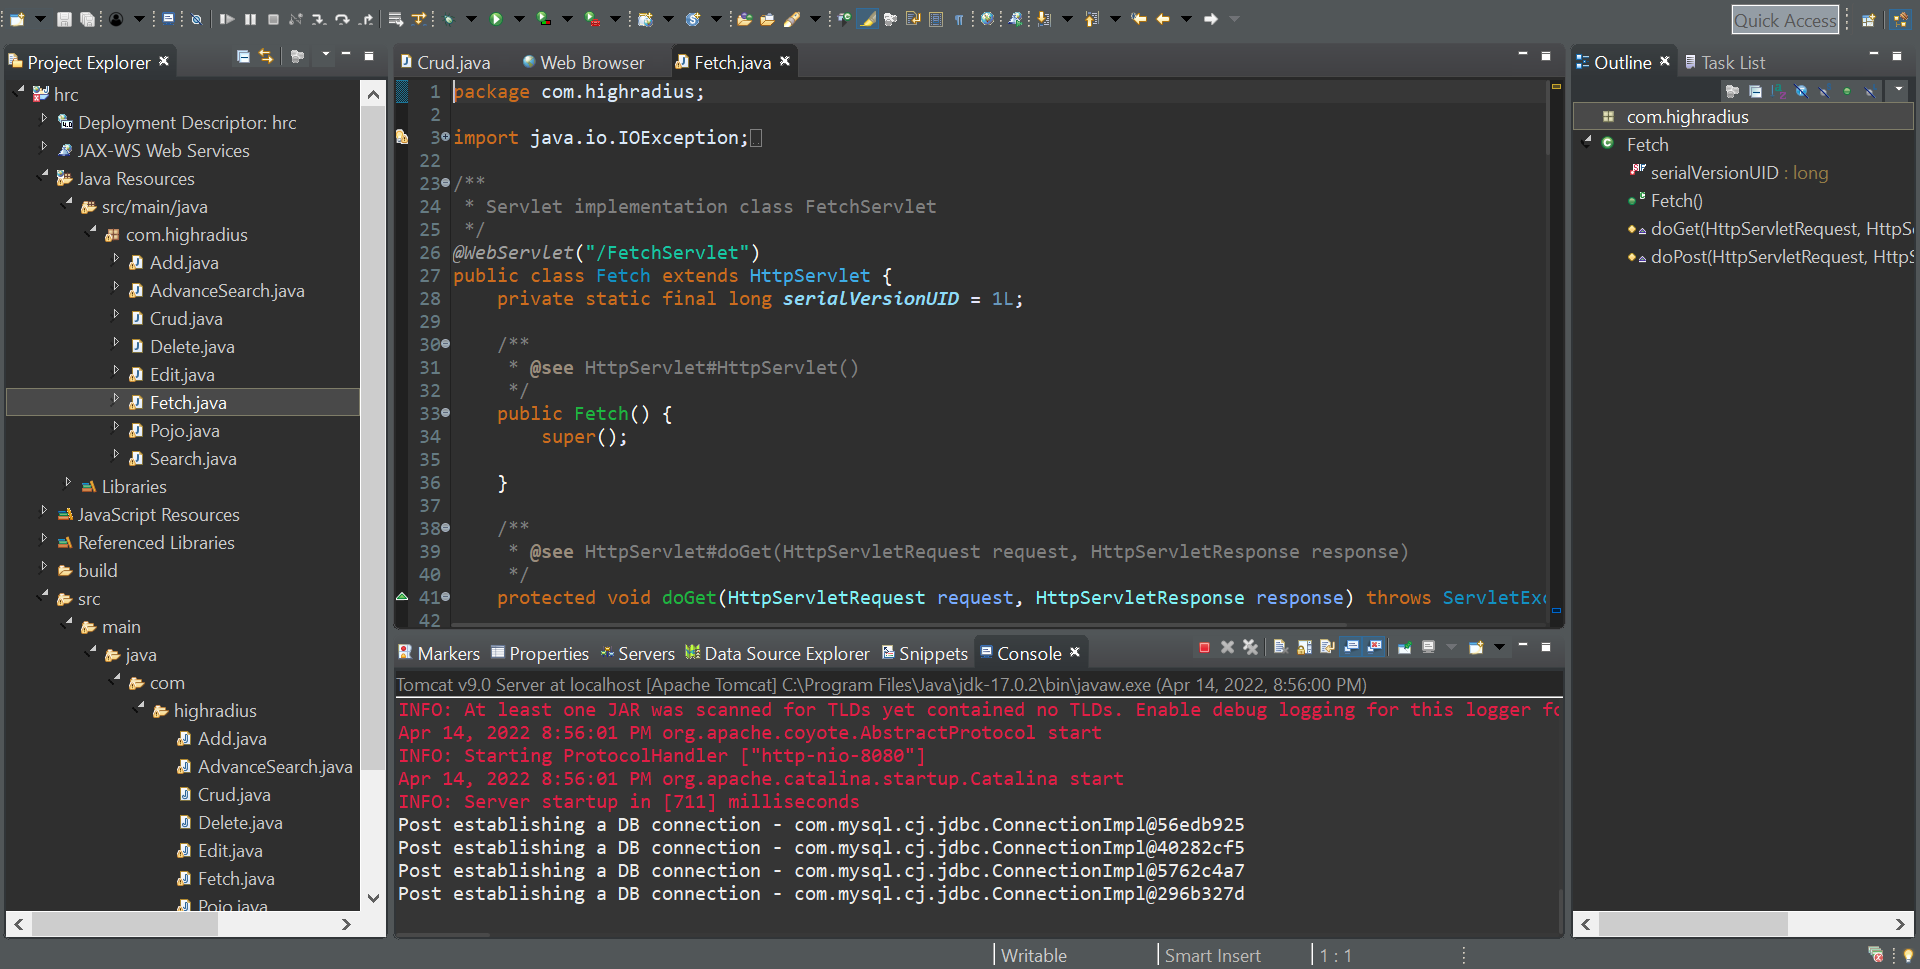 Quick Access
Project Explorer
hrc
Deployment Descriptor: hrc
JAX-WS Web Services
Java Resources
src/main/java
com.highradius
Add.java
AdvanceSearch.java
Crud.java
Delete.java
Edit.java
Fetch.java
Pojo.java
Search.java
Libraries
JavaScript Resources
Referenced Libraries
build
src
main
java
com
highradius
Add.java
AdvanceSearch.java
Crud.java
Delete.java
Edit.java
Fetch.java
Pojo.java
Crud.java Web Browser Fetch.java
1 package com.highradius;
2
3 import java.io.IOException;
22
23 /**
24 * Servlet implementation class FetchServlet
25 */
26 @WebServlet("/FetchServlet")
27 public class Fetch extends HttpServlet {
28 private static final long serialVersionUID = 1L;
29
30 /**
31 * @see HttpServlet#HttpServlet()
32 */
33 public Fetch() {
34 super();
35
36 }
37
38 /**
39 * @see HttpServlet#doGet(HttpServletRequest request, HttpServletResponse response)
40 */
41 protected void doGet(HttpServletRequest request, HttpServletResponse response) throws ServletExc
42
Markers Properties Servers Data Source Explorer Snippets Console
Tomcat v9.0 Server at localhost [Apache Tomcat] C:\Program Files\Java\jdk-17.0.2\bin\javaw.exe (Apr 14, 2022, 8:56:00 PM)
INFO: At least one JAR was scanned for TLDs yet contained no TLDs. Enable debug logging for this logger fo
Apr 14, 2022 8:56:01 PM org.apache.coyote.AbstractProtocol start
INFO: Starting ProtocolHandler ["http-nio-8080"]
Apr 14, 2022 8:56:01 PM org.apache.catalina.startup.Catalina start
INFO: Server startup in [711] milliseconds
Post establishing a DB connection - com.mysql.cj.jdbc.ConnectionImpl@56edb925
Post establishing a DB connection - com.mysql.cj.jdbc.ConnectionImpl@40282cf5
Post establishing a DB connection - com.mysql.cj.jdbc.ConnectionImpl@5762c4a7
Post establishing a DB connection - com.mysql.cj.jdbc.ConnectionImpl@296b327d
Outline Task List
com.highradius
Fetch
serialVersionUID : long
Fetch()
doGet(HttpServletRequest, HttpS
doPost(HttpServletRequest, HttpS
Writable Smart Insert 1 : 1